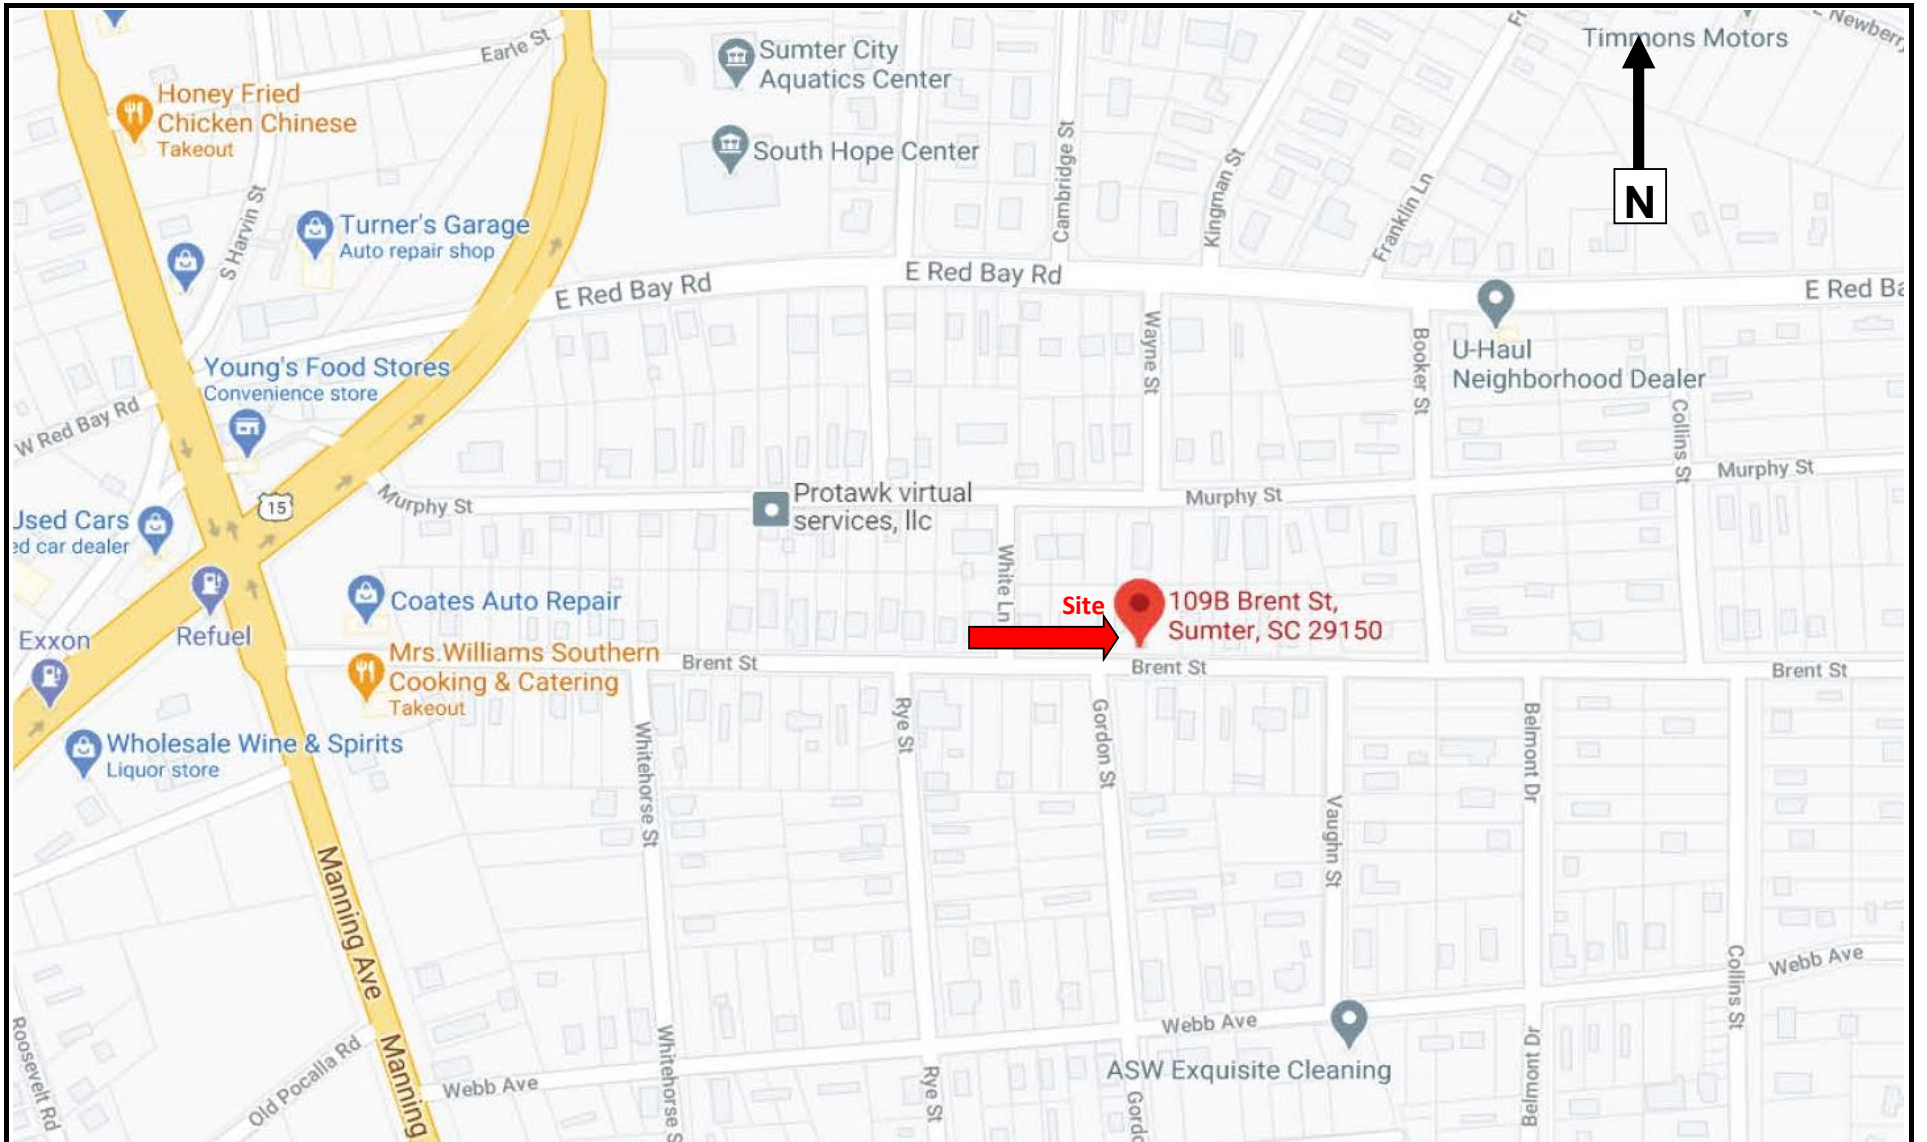 Earle St
Sumter City
Aquatics Center
Timmons Motors
E Newberry
Honey Fried
Chicken Chinese
Takeout
South Hope Center
Cambridge St
Kingman St
Franklin Ln
N
S Harvin St
Turner's Garage
Auto repair shop
E Red Bay Rd
E Red Bay Rd
E Red Ba
Wayne St
Booker St
U-Haul
Neighborhood Dealer
Young's Food Stores
Convenience store
W Red Bay Rd
Collins St
Murphy St
15
Murphy St
Protawk virtual
services, llc
Murphy St
Used Cars
ed car dealer
White Ln
Coates Auto Repair
Site
109B Brent St,
Sumter, SC 29150
Exxon
Refuel
Mrs.Williams Southern
Cooking & Catering
Takeout
Brent St
Brent St
Brent St
Rye St
Gordon St
Belmont Dr
Whitehorse St
Wholesale Wine & Spirits
Liquor store
Vaughn St
Manning Ave
Webb Ave
Collins St
Roosevelt Rd
Old Pocalla Rd
Manning
Whitehorse S
Webb Ave
Webb Ave
Rye St
Gordo
ASW Exquisite Cleaning
Belmont Dr